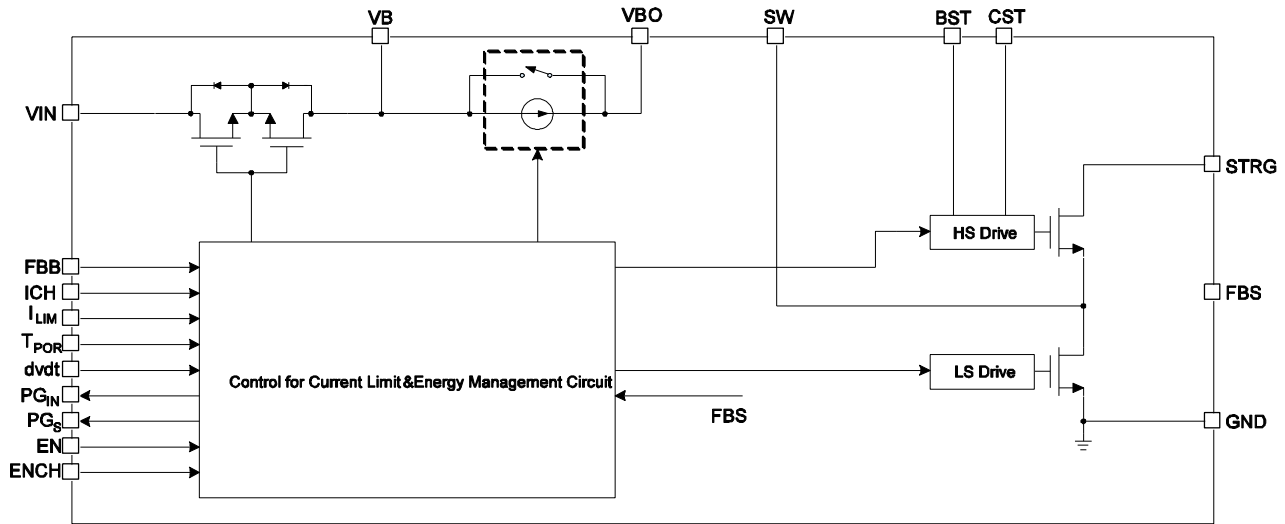 VB
VBO
SW
BST
CST
VIN
STRG
HS Drive
FBB
ICH
FBS
ILIM
TPOR
dvdt
LS Drive
Control for Current Limit&Energy Management Circuit
PGIN
FBS
PGS
GND
EN
ENCH